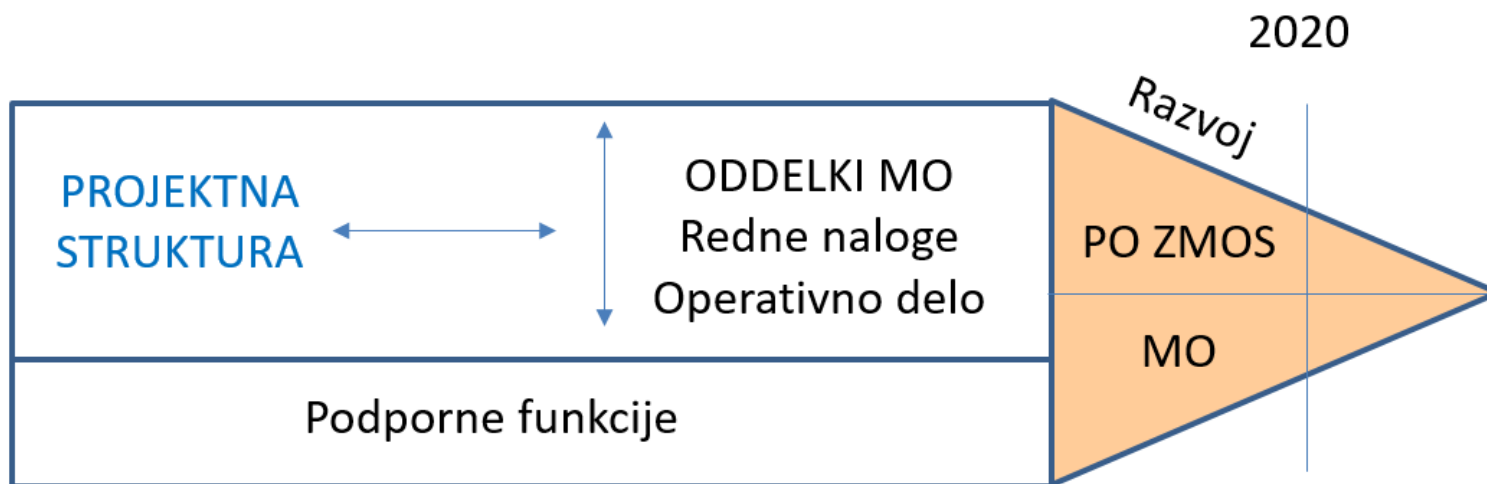 2020
Razvoj
PROJEKTNA
STRUKTURA
ODDELKI MO
Redne naloge
Operativno delo
PO ZMOS
MO
Podporne funkcije